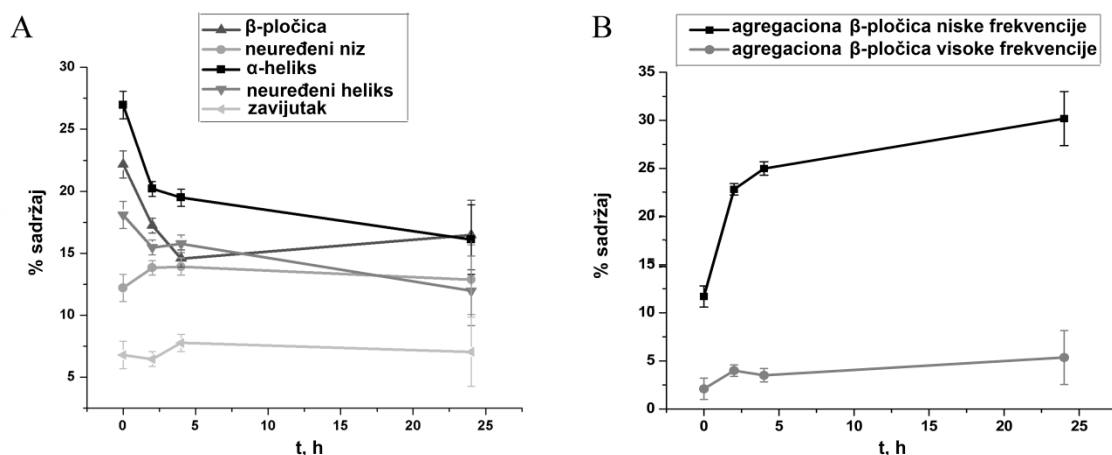 A
β-pločica
neuređeni niz
α-heliks
neuređeni heliks
zavijutak
% sadržaj
30
25
20
15
10
5
0
5
10
15
20
25
t, h
B
agregaciona β-pločica niske frekvencije
agregaciona β-pločica visoke frekvencije
% sadržaj
35
30
25
20
15
10
5
0
0
5
10
15
20
25
t, h